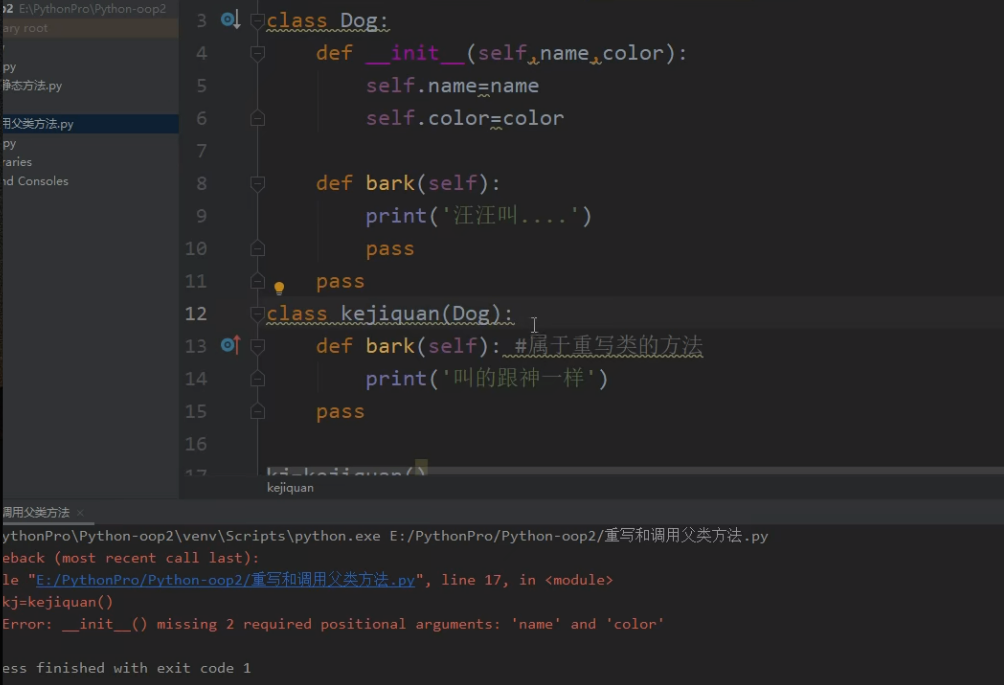 p2 E:\PythonPro\Python-oop2
ary root
py
静态方法.py
用父类方法.py
py
raries
nd Consoles
3 class Dog:
4 def __init__(self,name,color):
5 self.name=name
6 self.color=color
7
8 def bark(self):
9 print('汪汪叫....')
10 pass
11 pass
12 class kejiquan(Dog):
13 def bark(self): #属于重写类的方法
14 print('叫的跟神一样')
15 pass
16
17 kj=kejiquan()
kejiquan
调用父类方法 ×
ythonPro\Python-oop2\venv\Scripts\python.exe E:/PythonPro/Python-oop2/重写和调用父类方法.py
eback (most recent call last):
le "E:/PythonPro/Python-oop2/重写和调用父类方法.py", line 17, in <module>
kj=kejiquan()
Error: __init__() missing 2 required positional arguments: 'name' and 'color'
ess finished with exit code 1